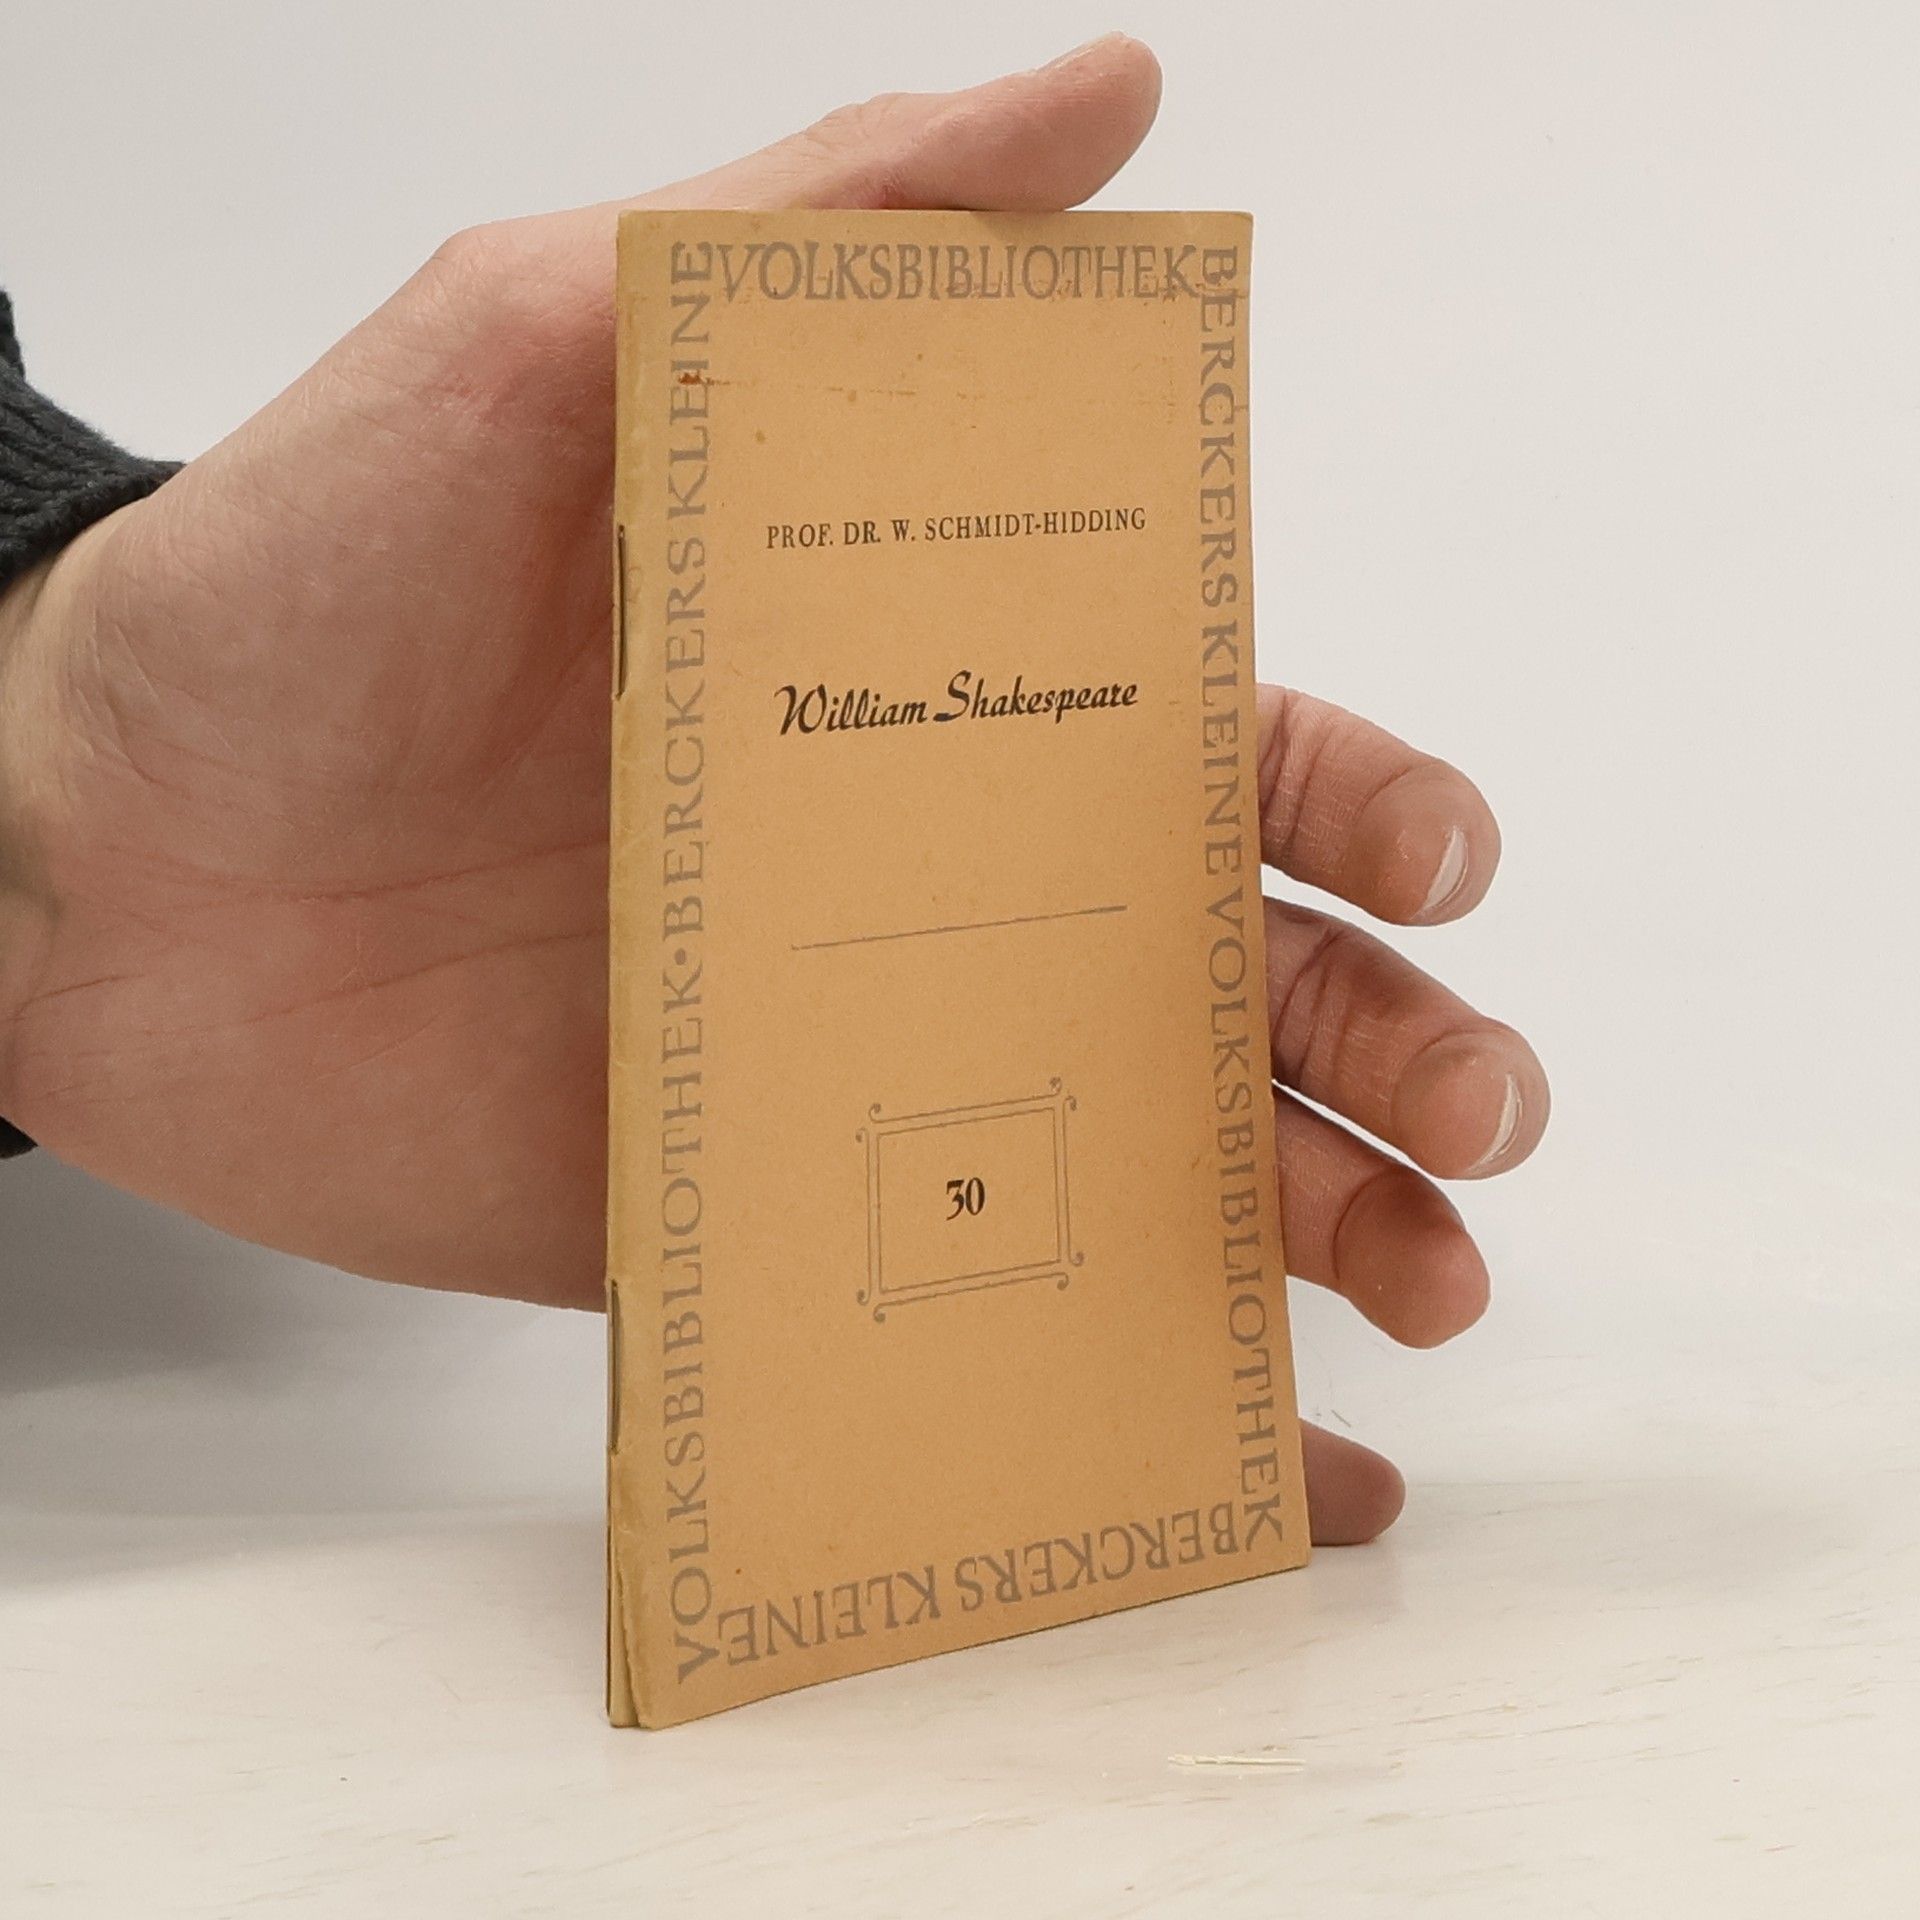 VOLKSBIBLIOTHEK
BERCKERS KLEINE VOLKSBIBLIOTHEK
BERCKERS KLEINE
VOLKSBIBLIOTHEK • BERCKERS KLEINE
PROF. DR. W. SCHMIDT-HIDDING
William Shakespeare
30